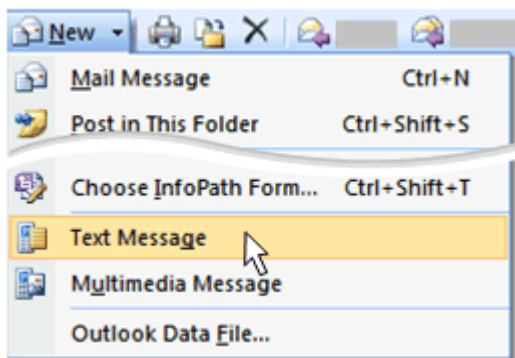 New
Mail Message Ctrl+N
Post in This Folder Ctrl+Shift+S
Choose InfoPath Form... Ctrl+Shift+T
Text Message
Multimedia Message
Outlook Data File...